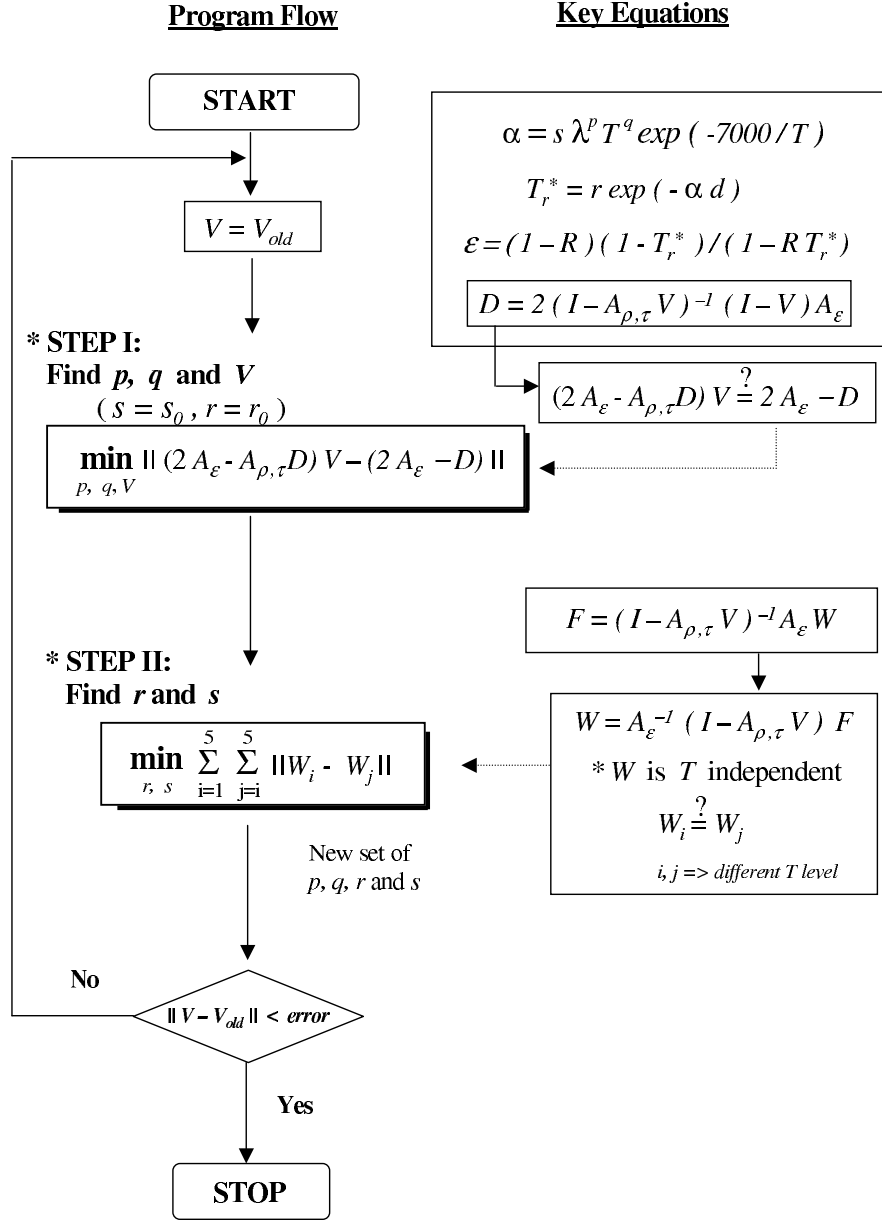 Program Flow
Key Equations
START
V = V_old
* STEP I:
Find p, q and V
( s = s_0 , r = r_0 )
min || (2 A_ε - A_ρ,τ D) V – (2 A_ε – D) ||
p, q, V
α = s λ^p T^q exp ( -7000 / T )
T_r^* = r exp ( - α d )
ε = (1 – R ) ( 1 - T_r^* ) / ( 1 – R T_r^* )
D = 2 ( I – A_ρ,τ V ) ^–1 ( I – V ) A_ε
?
(2 A_ε - A_ρ,τ D) V = 2 A_ε – D
* STEP II:
Find r and s
5 5
min Σ Σ ||W_i - W_j ||
r, s i=1 j=i
F = ( I – A_ρ,τ V ) ^–1 A_ε W
W = A_ε^–1 ( I – A_ρ,τ V ) F
* W is T independent
?
W_i = W_j
i, j => different T level
New set of
p, q, r and s
No
|| V – V_old || < error
Yes
STOP